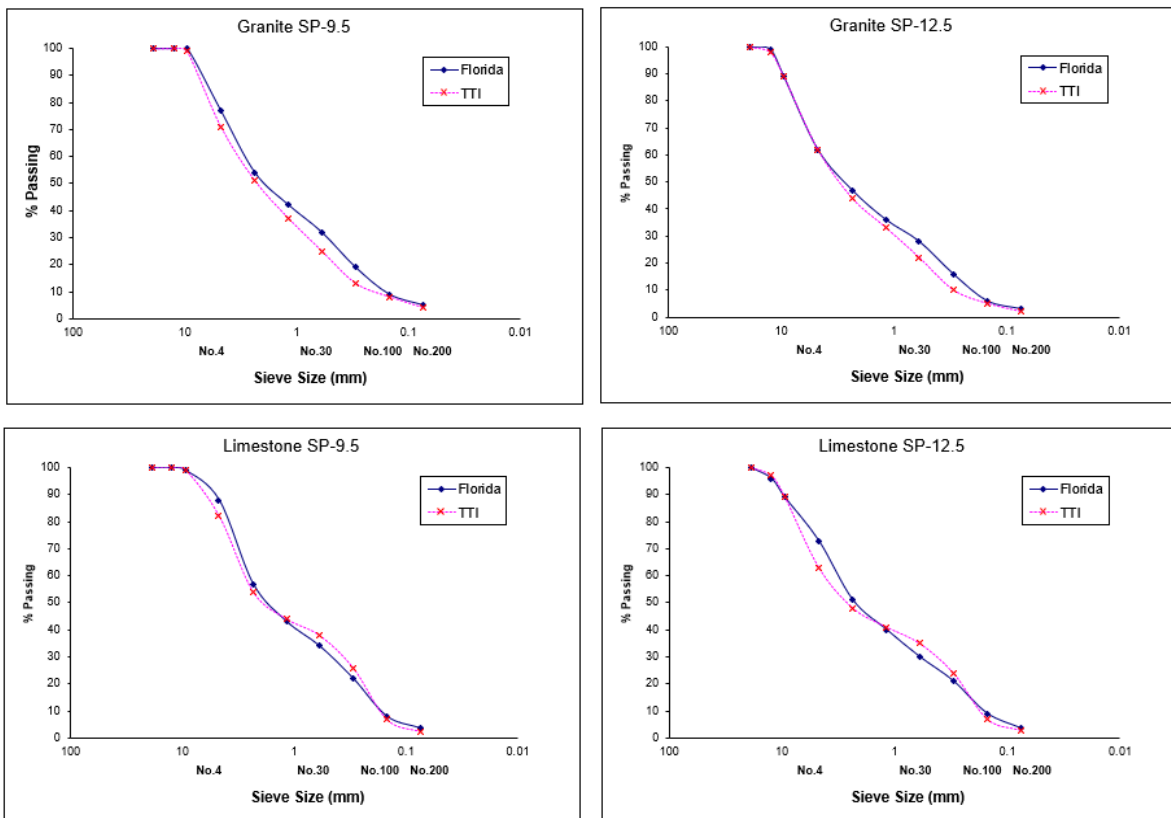 Granite SP-9.5
% Passing
100
90
80
70
60
50
40
30
20
10
0
Florida
TTI
100 10 1 0.1 0.01
No.4 No.30 No.100 No.200
Sieve Size (mm)
Granite SP-12.5
% Passing
100
90
80
70
60
50
40
30
20
10
0
Florida
TTI
100 10 1 0.1 0.01
No.4 No.30 No.100 No.200
Sieve Size (mm)
Limestone SP-9.5
% Passing
100
90
80
70
60
50
40
30
20
10
0
Florida
TTI
100 10 1 0.1 0.01
No.4 No.30 No.100 No.200
Sieve Size (mm)
Limestone SP-12.5
% Passing
100
90
80
70
60
50
40
30
20
10
0
Florida
TTI
100 10 1 0.1 0.01
No.4 No.30 No.100 No.200
Sieve Size (mm)